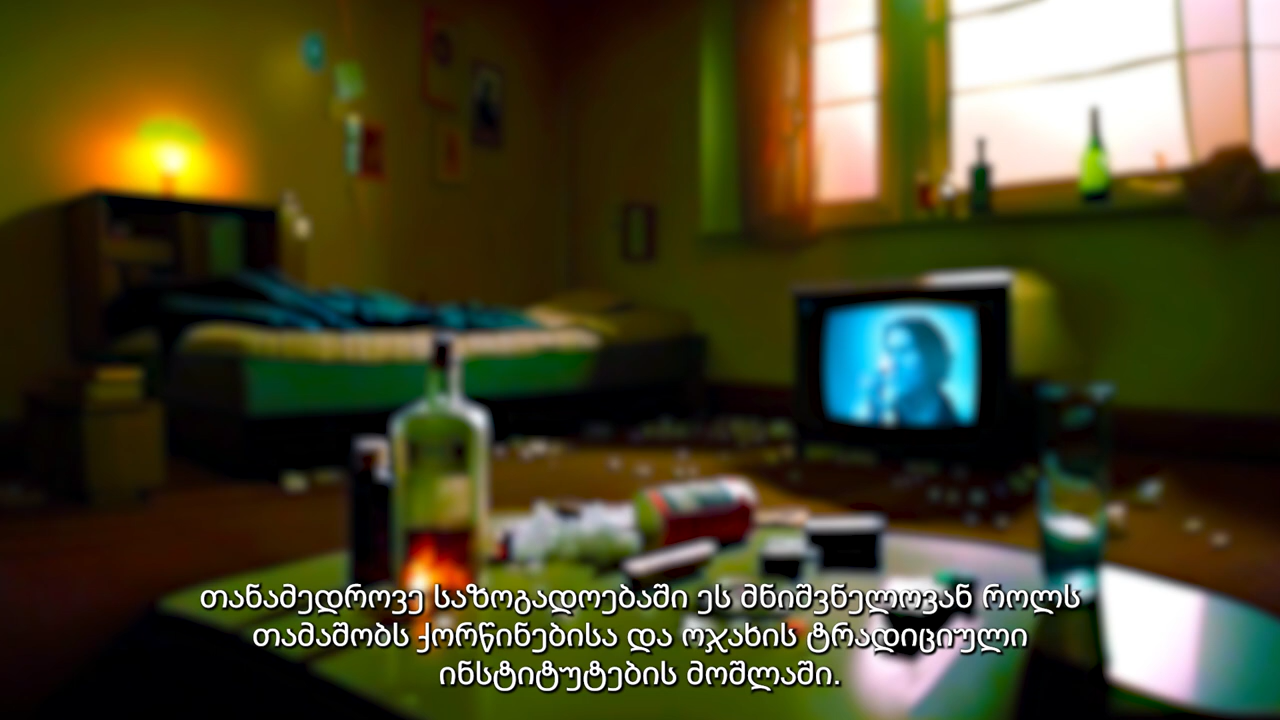 თანამედროვე საზოგადოებაში ეს მნიშვნელოვან როლს
თამაშობს ქორწინებისა და ოჯახის ტრადიციული
ინსტიტუტების მოშლაში.